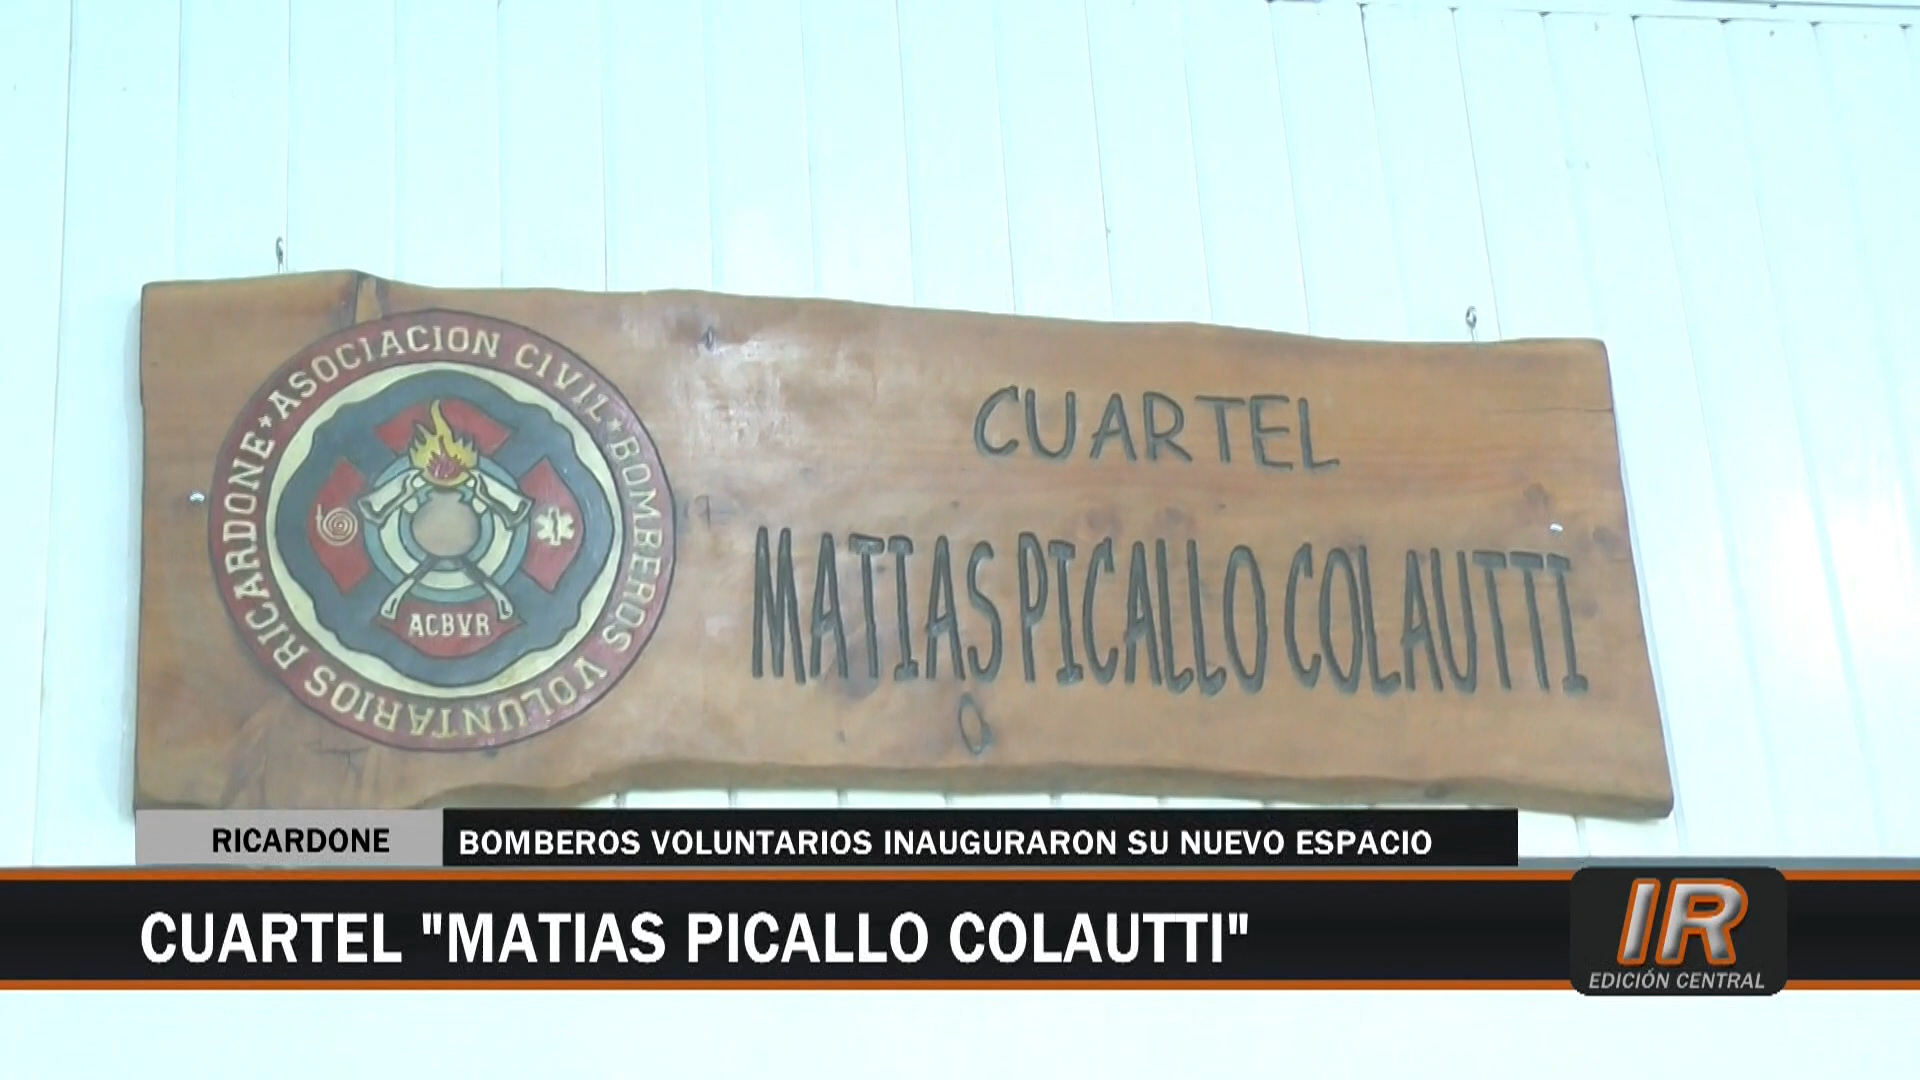 ASOCIACION CIVIL * BOMBEROS VOLUNTARIOS RICARDONE *
ACBVR
CUARTEL
MATIAS PICALLO COLAUTTI
RICARDONE
BOMBEROS VOLUNTARIOS INAUGURARON SU NUEVO ESPACIO
CUARTEL "MATIAS PICALLO COLAUTTI"
IR
EDICIÓN CENTRAL